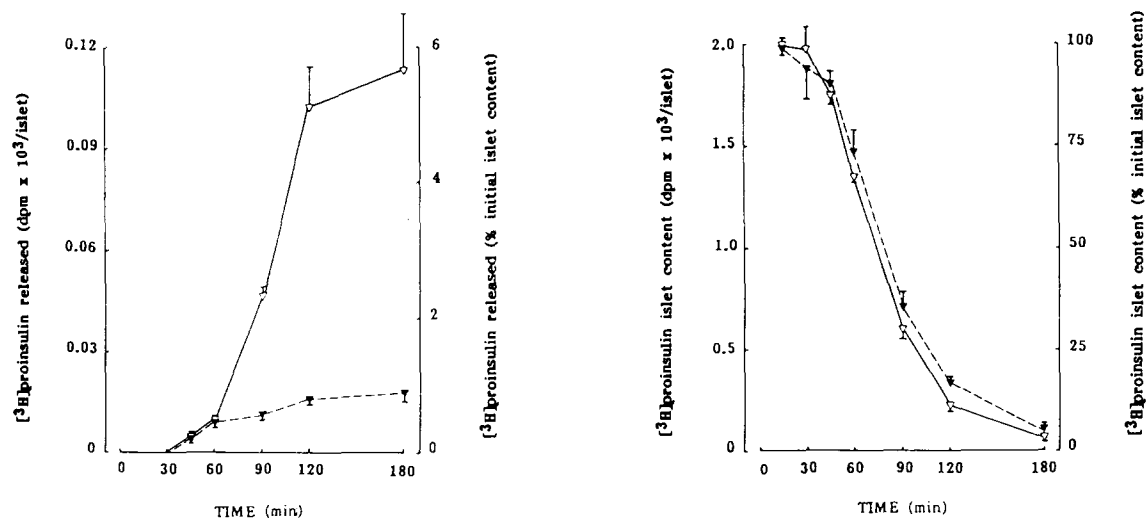 [³H]proinsulin released (dpm x 10³/islet)
0.12
0.09
0.06
0.03
0
6
4
2
0
[³H]proinsulin released (% initial islet content)
0 30 60 90 120 180
TIME (min)
[³H]proinsulin islet content (dpm x 10³/islet)
2.0
1.5
1.0
0.5
0
100
75
50
25
0
[³H]proinsulin islet content (% initial islet content)
0 30 60 90 120 180
TIME (min)